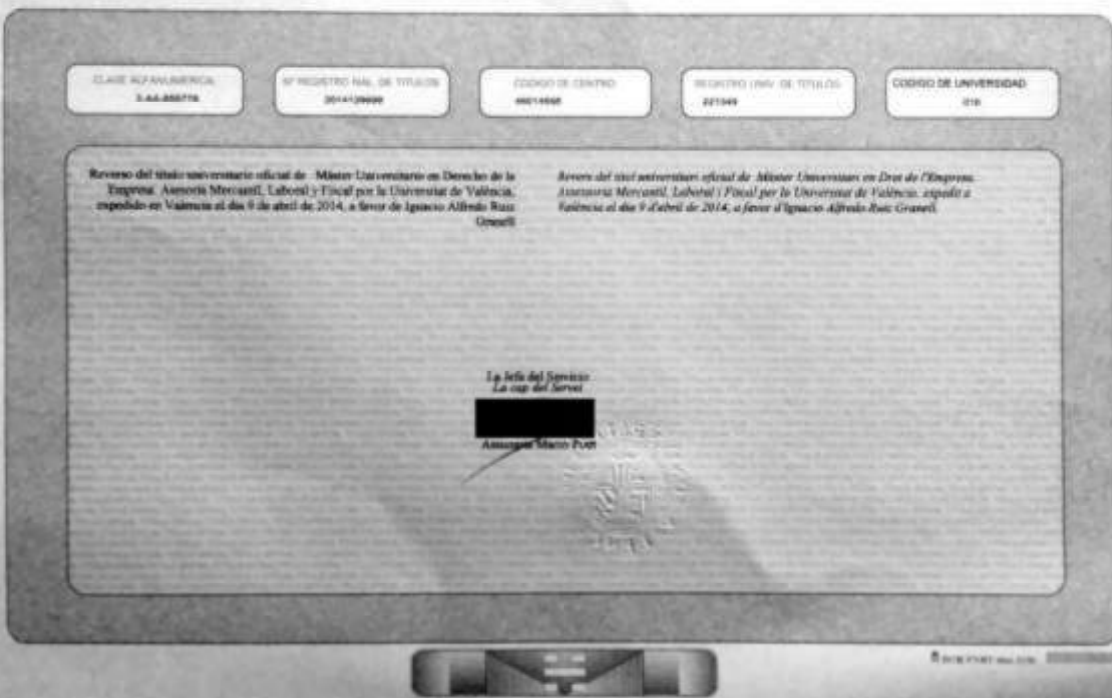 CLAVE ALFANUMERICA
Nº REGISTRO NAL. DE TITULOS
2014139699
CODIGO DE CENTRO
REGISTRO UNIV. DE TITULOS
221349
CODIGO DE UNIVERSIDAD
018
Reverso del título universitario oficial de Máster Universitario en Derecho de la
Empresa. Asesoría Mercantil, Laboral y Fiscal por la Universitat de València,
expedido en Valencia el día 9 de abril de 2014, a favor de Ignacio Alfredo Ruiz
Granell
Revers del títol universitari oficial de Màster Universitari en Dret de l'Empresa.
Assessoria Mercantil, Laboral i Fiscal per la Universitat de València, expedit a
València el dia 9 d'abril de 2014, a favor d'Ignacio Alfredo Ruiz Granell.
La Jefa del Servicio
La cap del Servei